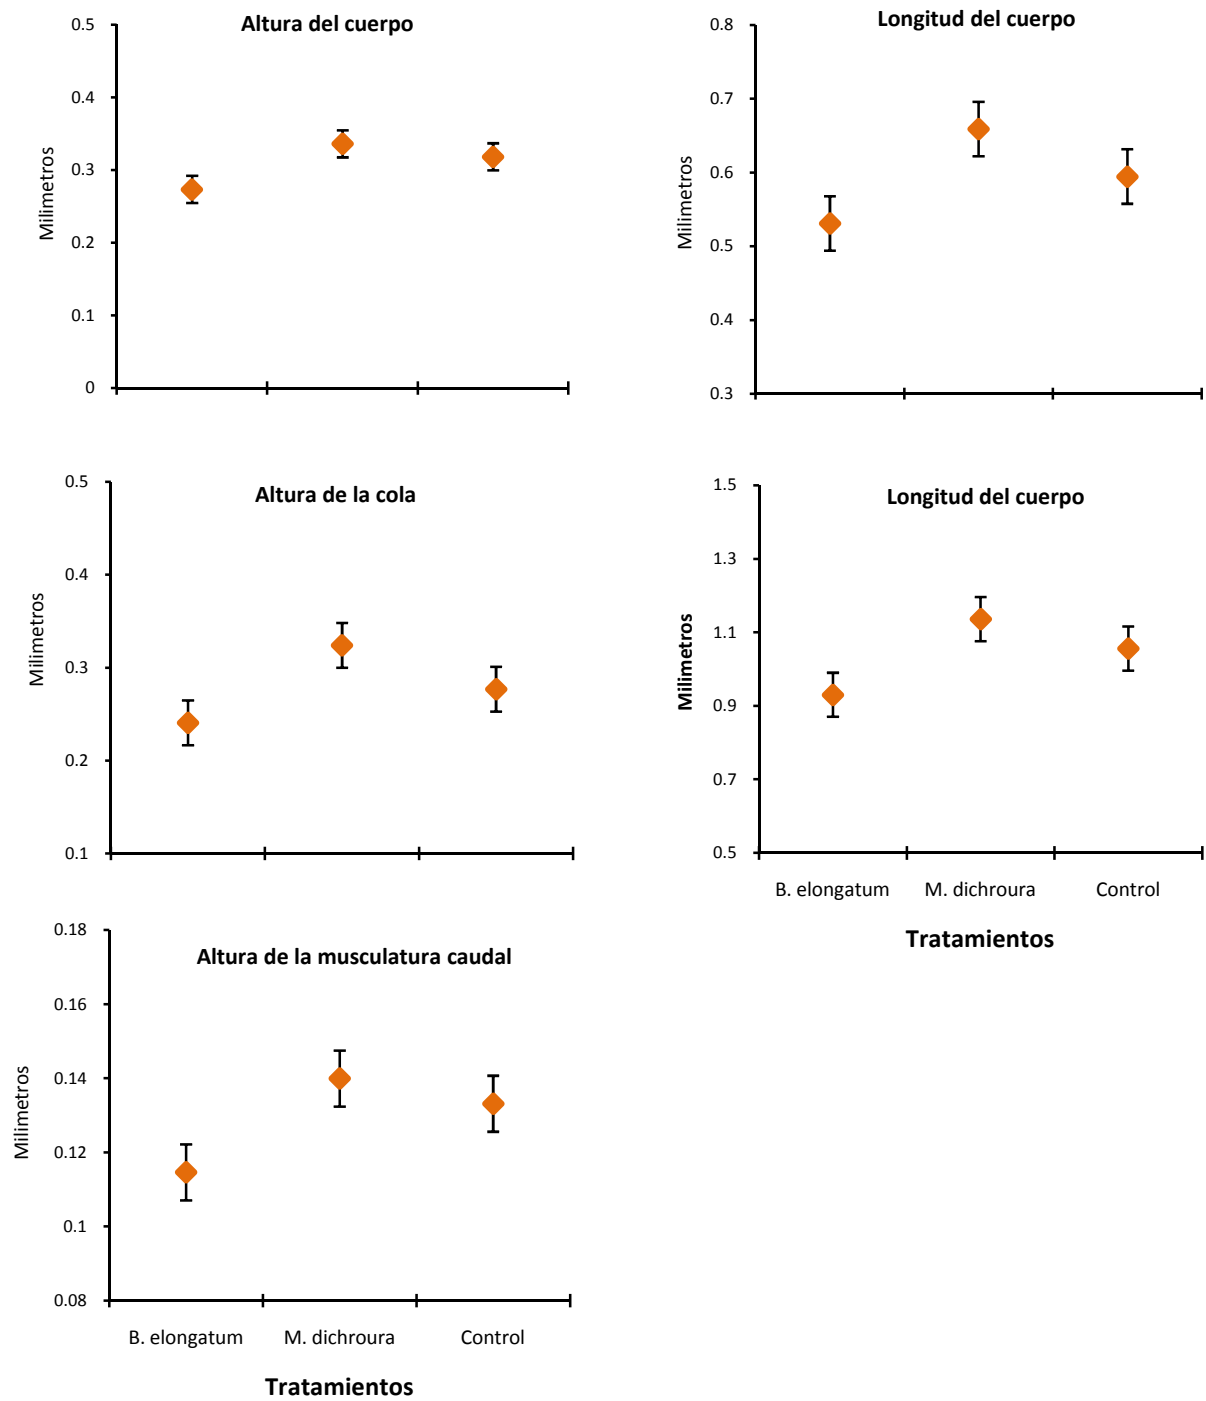 Altura del cuerpo
0.5
0.4
0.3
0.2
0.1
0
Milimetros
Longitud del cuerpo
0.8
0.7
0.6
0.5
0.4
0.3
Milimetros
Altura de la cola
0.5
0.4
0.3
0.2
0.1
Milimetros
Longitud del cuerpo
1.5
1.3
1.1
0.9
0.7
0.5
Milimetros
B. elongatum M. dichroura Control
Tratamientos
Altura de la musculatura caudal
0.18
0.16
0.14
0.12
0.1
0.08
Milimetros
B. elongatum M. dichroura Control
Tratamientos